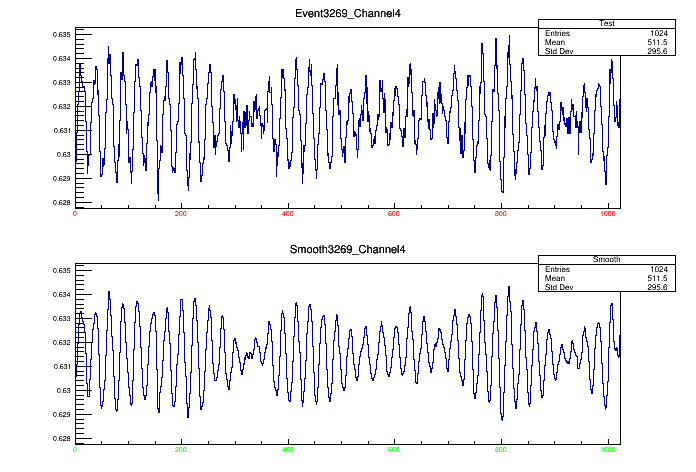 Event3269_Channel4
Test
Entries 1024
Mean 511.5
Std Dev 295.6
0.635
0.634
0.633
0.632
0.631
0.63
0.629
0.628
0 200 400 600 800 1000
Smooth3269_Channel4
Smooth
Entries 1024
Mean 511.5
Std Dev 295.6
0.635
0.634
0.633
0.632
0.631
0.63
0.629
0.628
0 200 400 600 800 1000